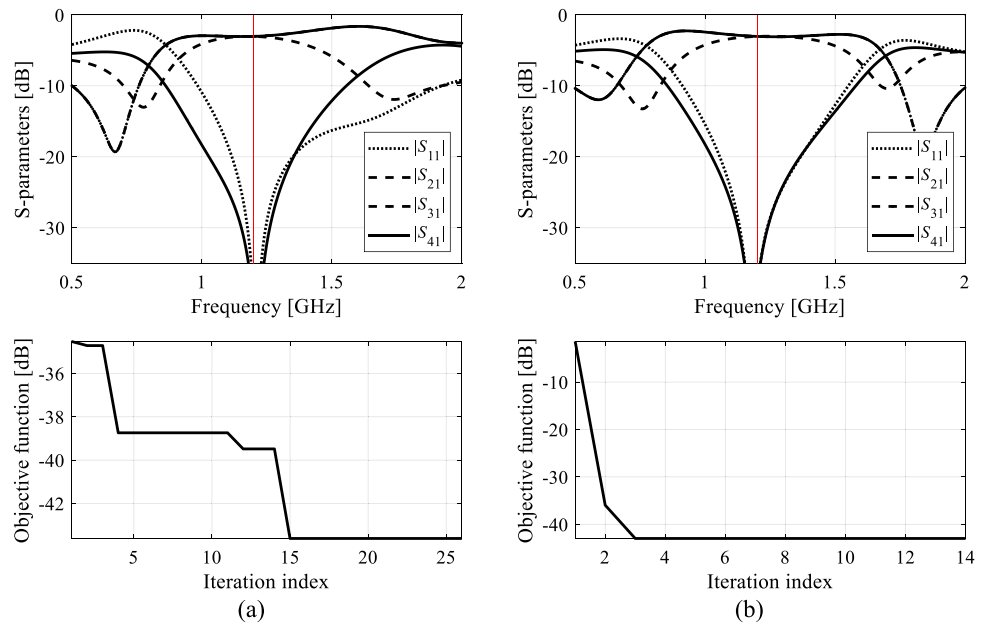 0
-10
-20
-30
S-parameters [dB]
0.5
1
1.5
2
Frequency [GHz]
|S11|
|S21|
|S31|
|S41|
0
-10
-20
-30
S-parameters [dB]
0.5
1
1.5
2
Frequency [GHz]
|S11|
|S21|
|S31|
|S41|
-36
-38
-40
-42
Objective function [dB]
5
10
15
20
25
Iteration index
(a)
-10
-20
-30
-40
Objective function [dB]
2
4
6
8
10
12
14
Iteration index
(b)